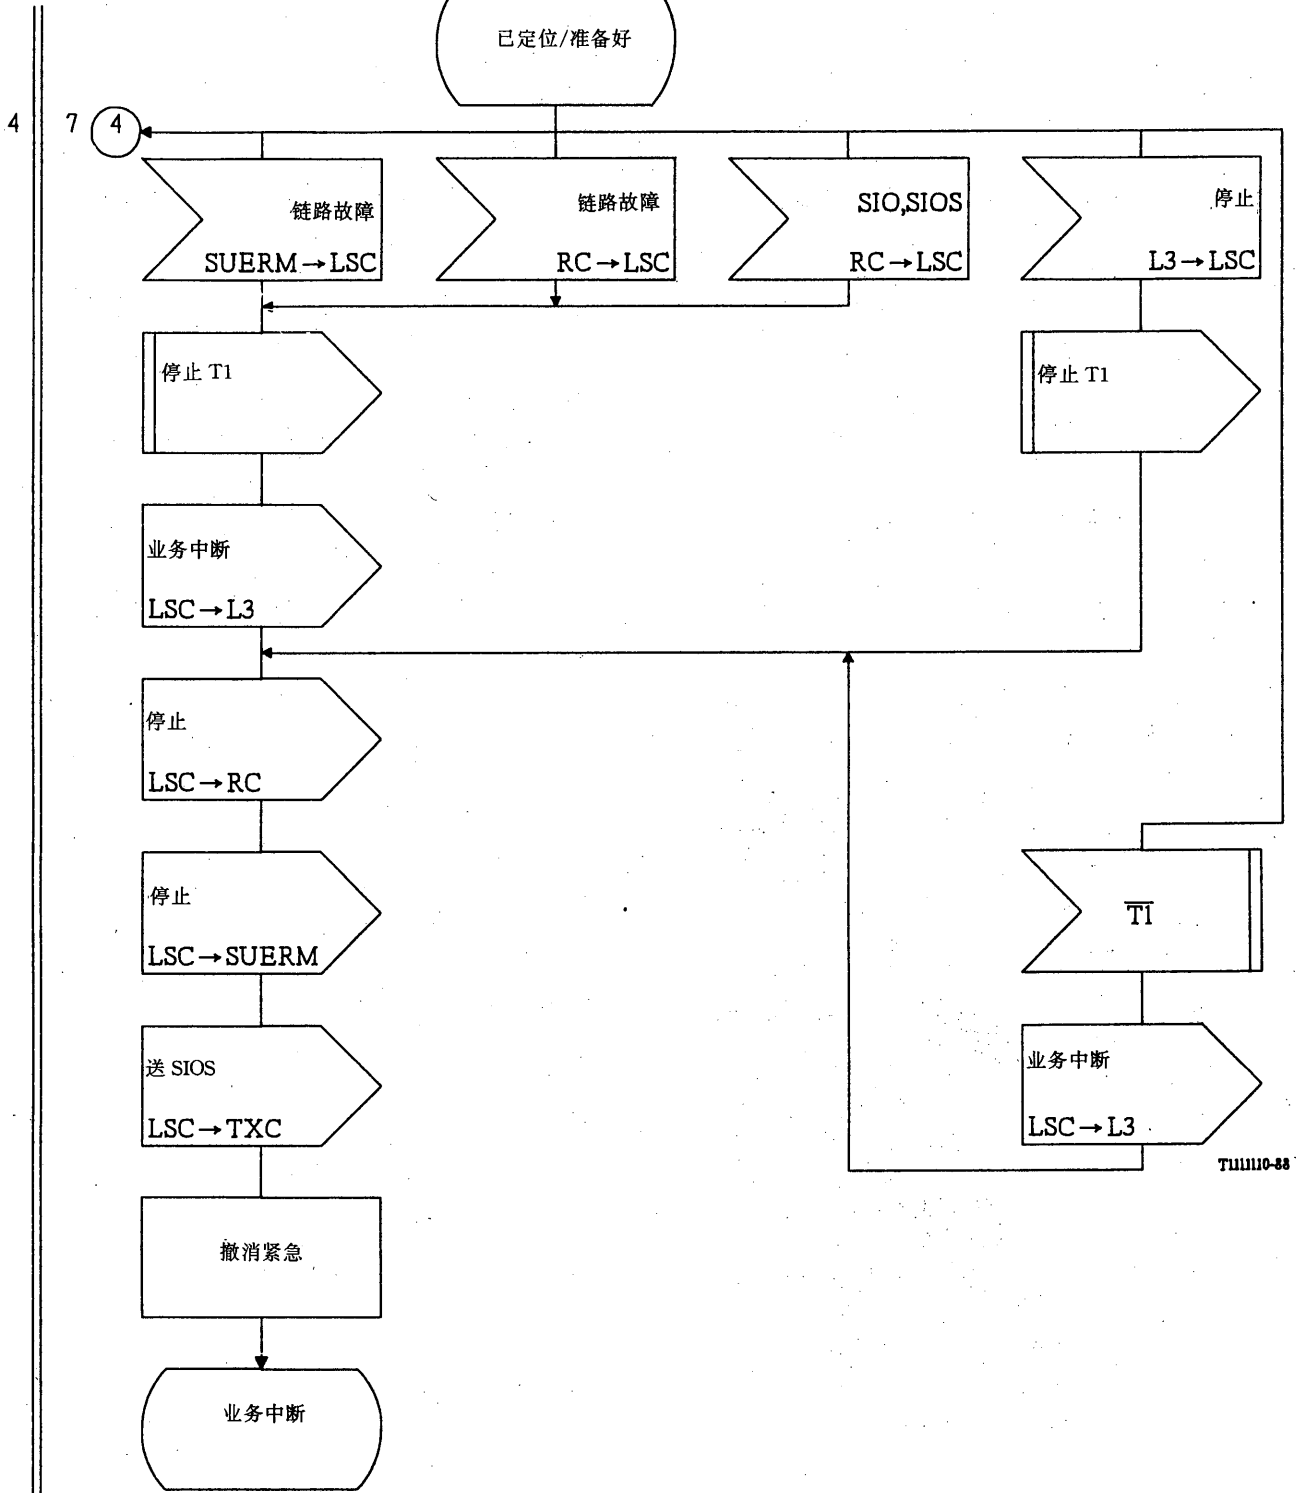 已定位/准备好
4 7 4
链路故障
SUERM→LSC
链路故障
RC→LSC
SIO,SIOS
RC→LSC
停止
L3→LSC
停止 T1
停止 T1
业务中断
LSC→L3
停止
LSC→RC
停止
LSC→SUERM
T1
送 SIOS
LSC→TXC
业务中断
LSC→L3
T1111110-88
撤消紧急
业务中断